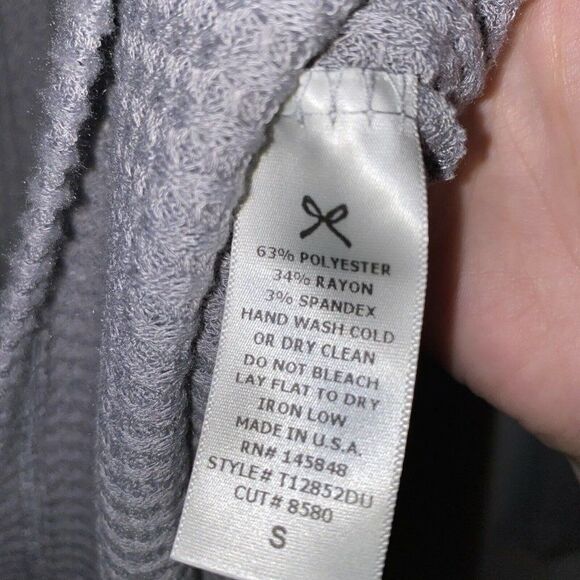 63% POLYESTER
34% RAYON
3% SPANDEX
HAND WASH COLD
OR DRY CLEAN
DO NOT BLEACH
LAY FLAT TO DRY
IRON LOW
MADE IN U.S.A.
RN# 145848
STYLE# T12852DU
CUT# 8580
S